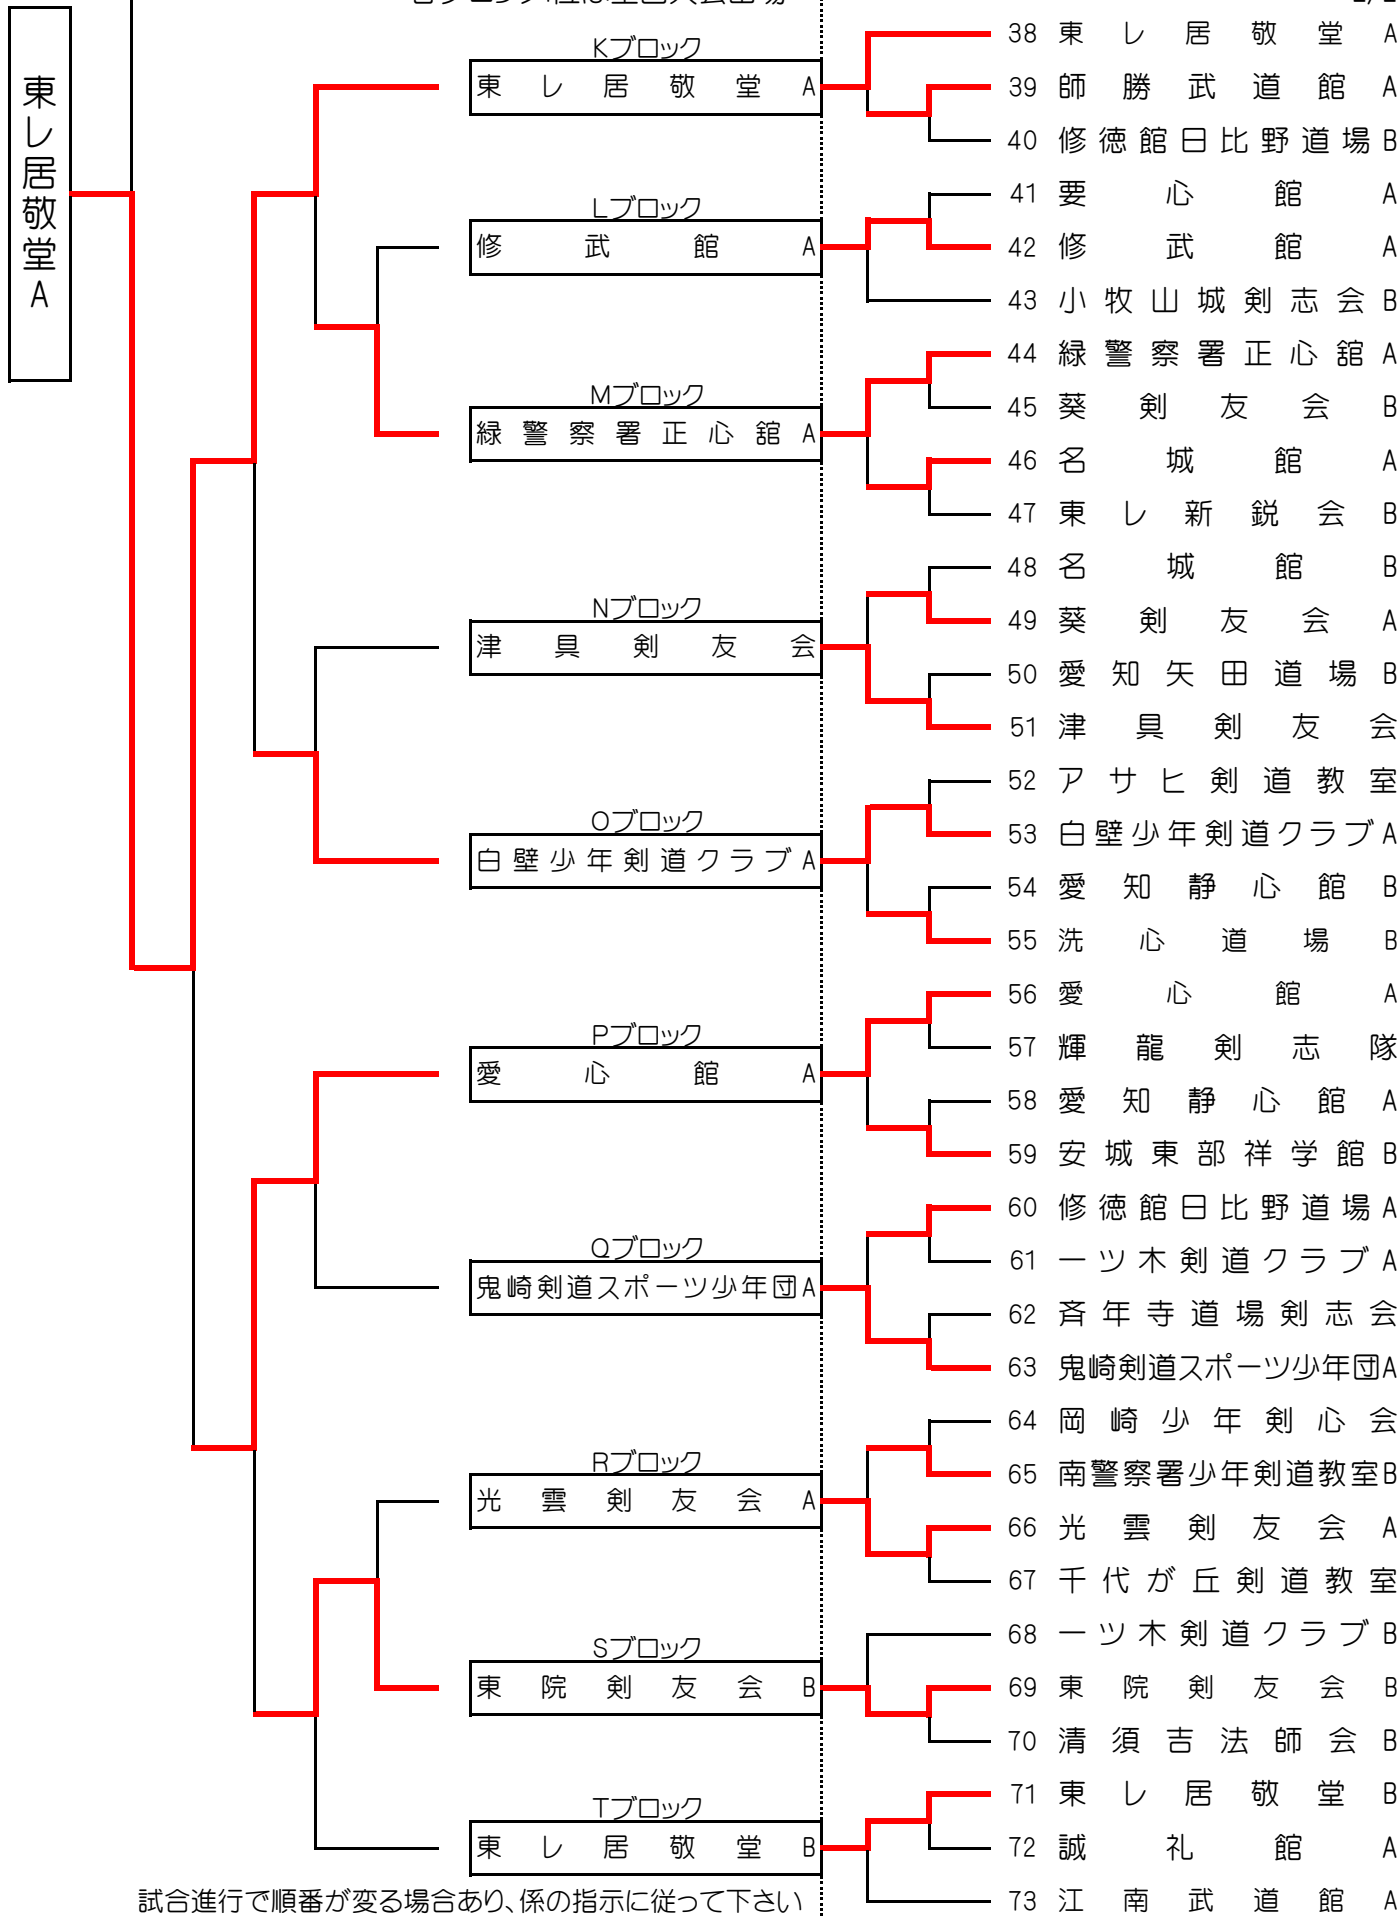 東レ居敬堂A
Kブロック
東レ居敬堂A
Lブロック
修武館A
Mブロック
緑警察署正心舘A
Nブロック
津具剣友会
Oブロック
白壁少年剣道クラブA
Pブロック
愛心館A
Qブロック
鬼崎剣道スポーツ少年団A
Rブロック
光雲剣友会A
Sブロック
東院剣友会B
Tブロック
東レ居敬堂B
38 東レ居敬堂A
39 師勝武道館A
40 修徳館日比野道場B
41 要心館A
42 修武館A
43 小牧山城剣志会B
44 緑警察署正心舘A
45 葵剣友会B
46 名城館A
47 東レ新鋭会B
48 名城館B
49 葵剣友会A
50 愛知矢田道場B
51 津具剣友会
52 アサヒ剣道教室
53 白壁少年剣道クラブA
54 愛知静心館B
55 洗心道場B
56 愛心館A
57 輝龍剣志隊
58 愛知静心館A
59 安城東部祥学館B
60 修徳館日比野道場A
61 一ツ木剣道クラブA
62 斉年寺道場剣志会
63 鬼崎剣道スポーツ少年団A
64 岡崎少年剣心会
65 南警察署少年剣道教室B
66 光雲剣友会A
67 千代が丘剣道教室
68 一ツ木剣道クラブB
69 東院剣友会B
70 清須吉法師会B
71 東レ居敬堂B
72 誠礼館A
73 江南武道館A
試合進行で順番が変る場合あり、係の指示に従って下さい